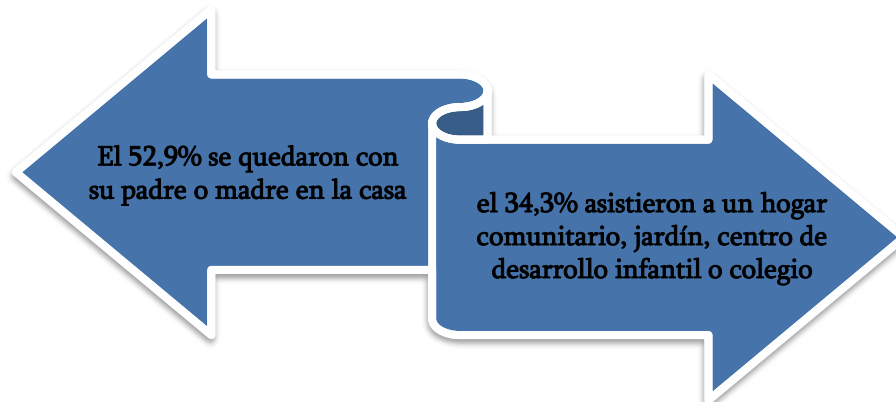 El 52,9% se quedaron con
su padre o madre en la casa
el 34,3% asistieron a un hogar
comunitario, jardín, centro de
desarrollo infantil o colegio